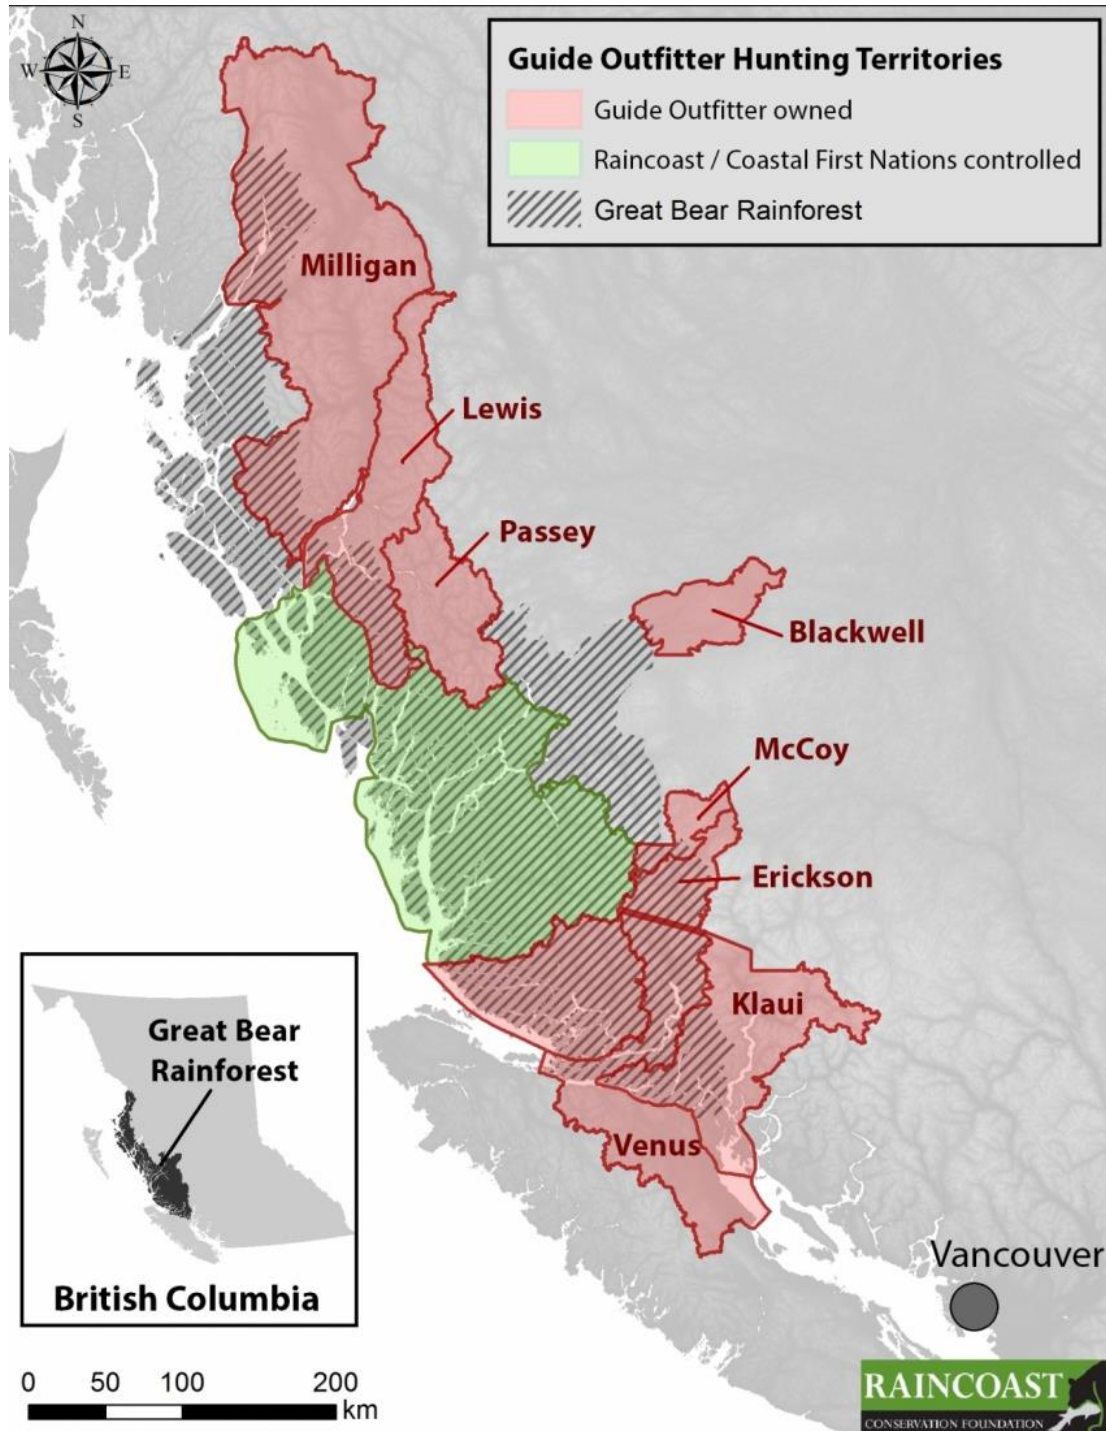 N
W
E
S
Guide Outfitter Hunting Territories
Guide Outfitter owned
Raincoast / Coastal First Nations controlled
Great Bear Rainforest
Milligan
Lewis
Passey
Blackwell
McCoy
Erickson
Klaui
Venus
Great Bear
Rainforest
British Columbia
Vancouver
0 50 100 200
km
RAINCOAST
CONSERVATION FOUNDATION